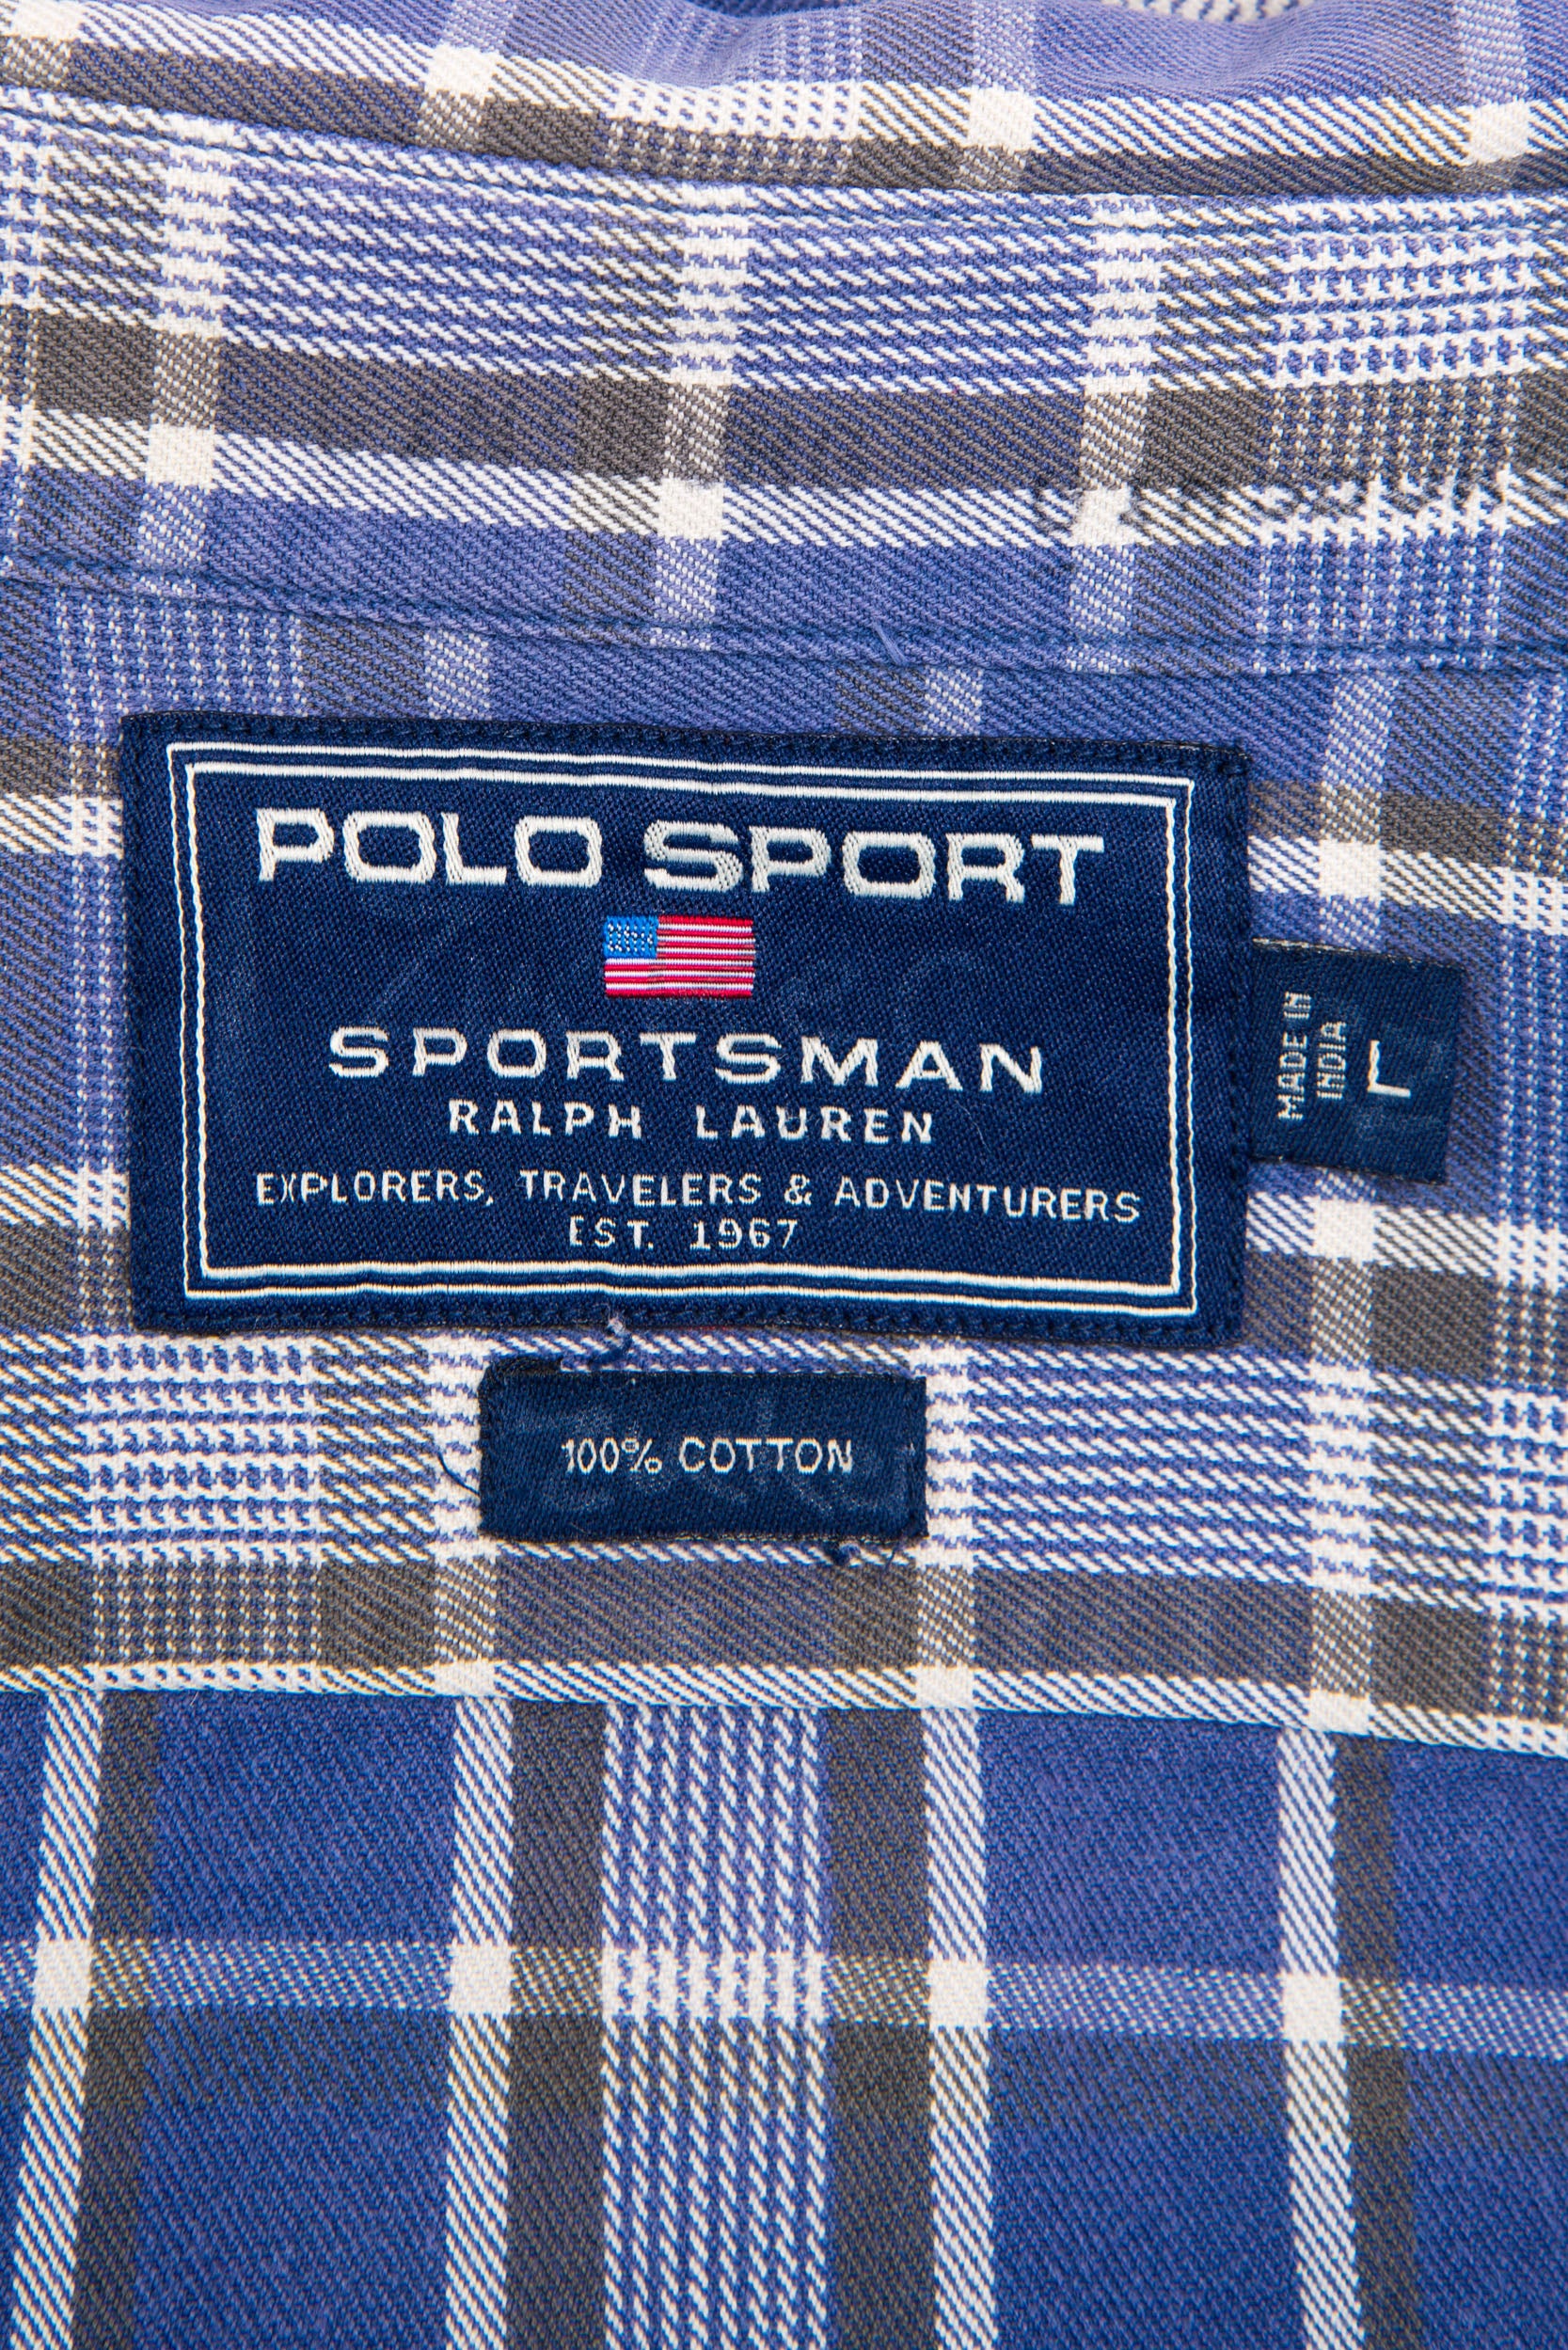 POLO SPORT
SPORTSMAN
RALPH LAUREN
EXPLORERS, TRAVELERS & ADVENTURERS
EST. 1967
MADE IN
INDIA
L
100% COTTON